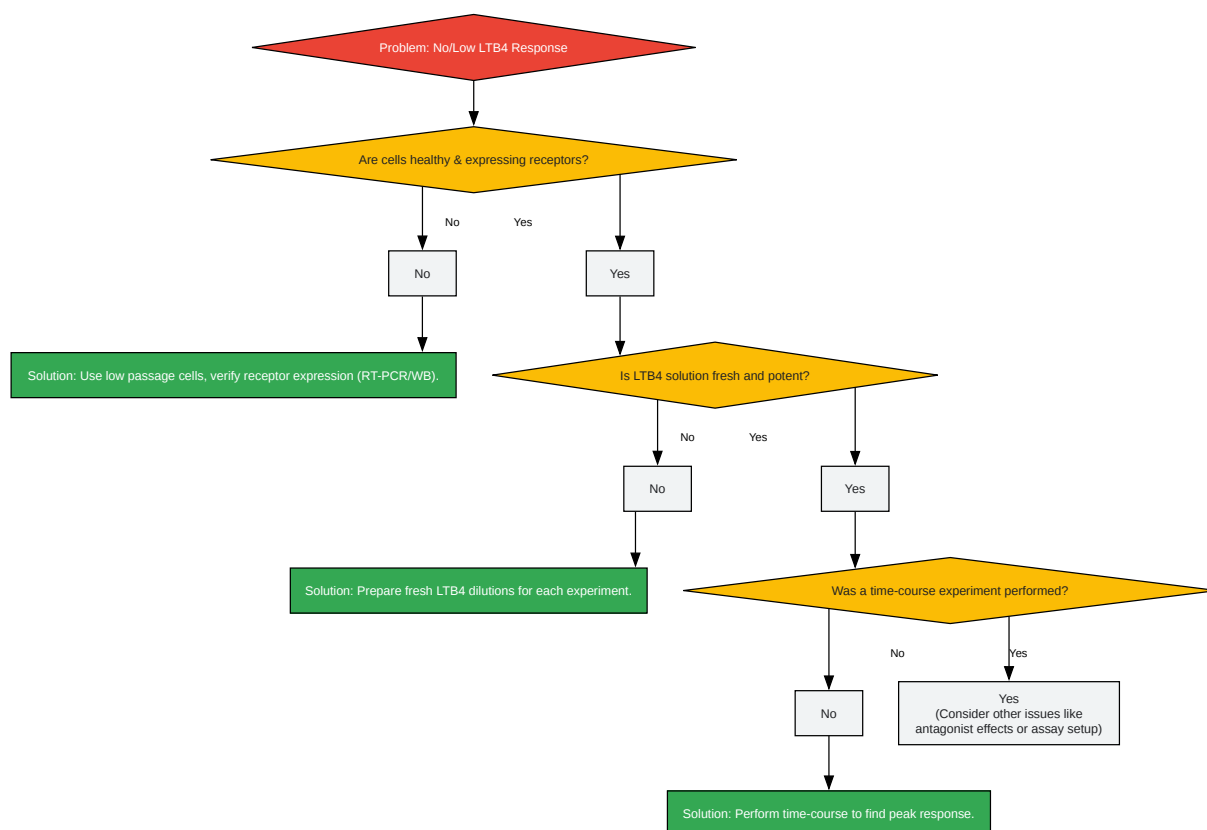 Problem: No/Low LTB4 Response
Are cells healthy & expressing receptors?
No
Yes
No
Yes
Solution: Use low passage cells, verify receptor expression (RT-PCR/WB).
Is LTB4 solution fresh and potent?
No
Yes
No
Yes
Solution: Prepare fresh LTB4 dilutions for each experiment.
Was a time-course experiment performed?
No
Yes
No
Yes
(Consider other issues like
antagonist effects or assay setup)
Solution: Perform time-course to find peak response.